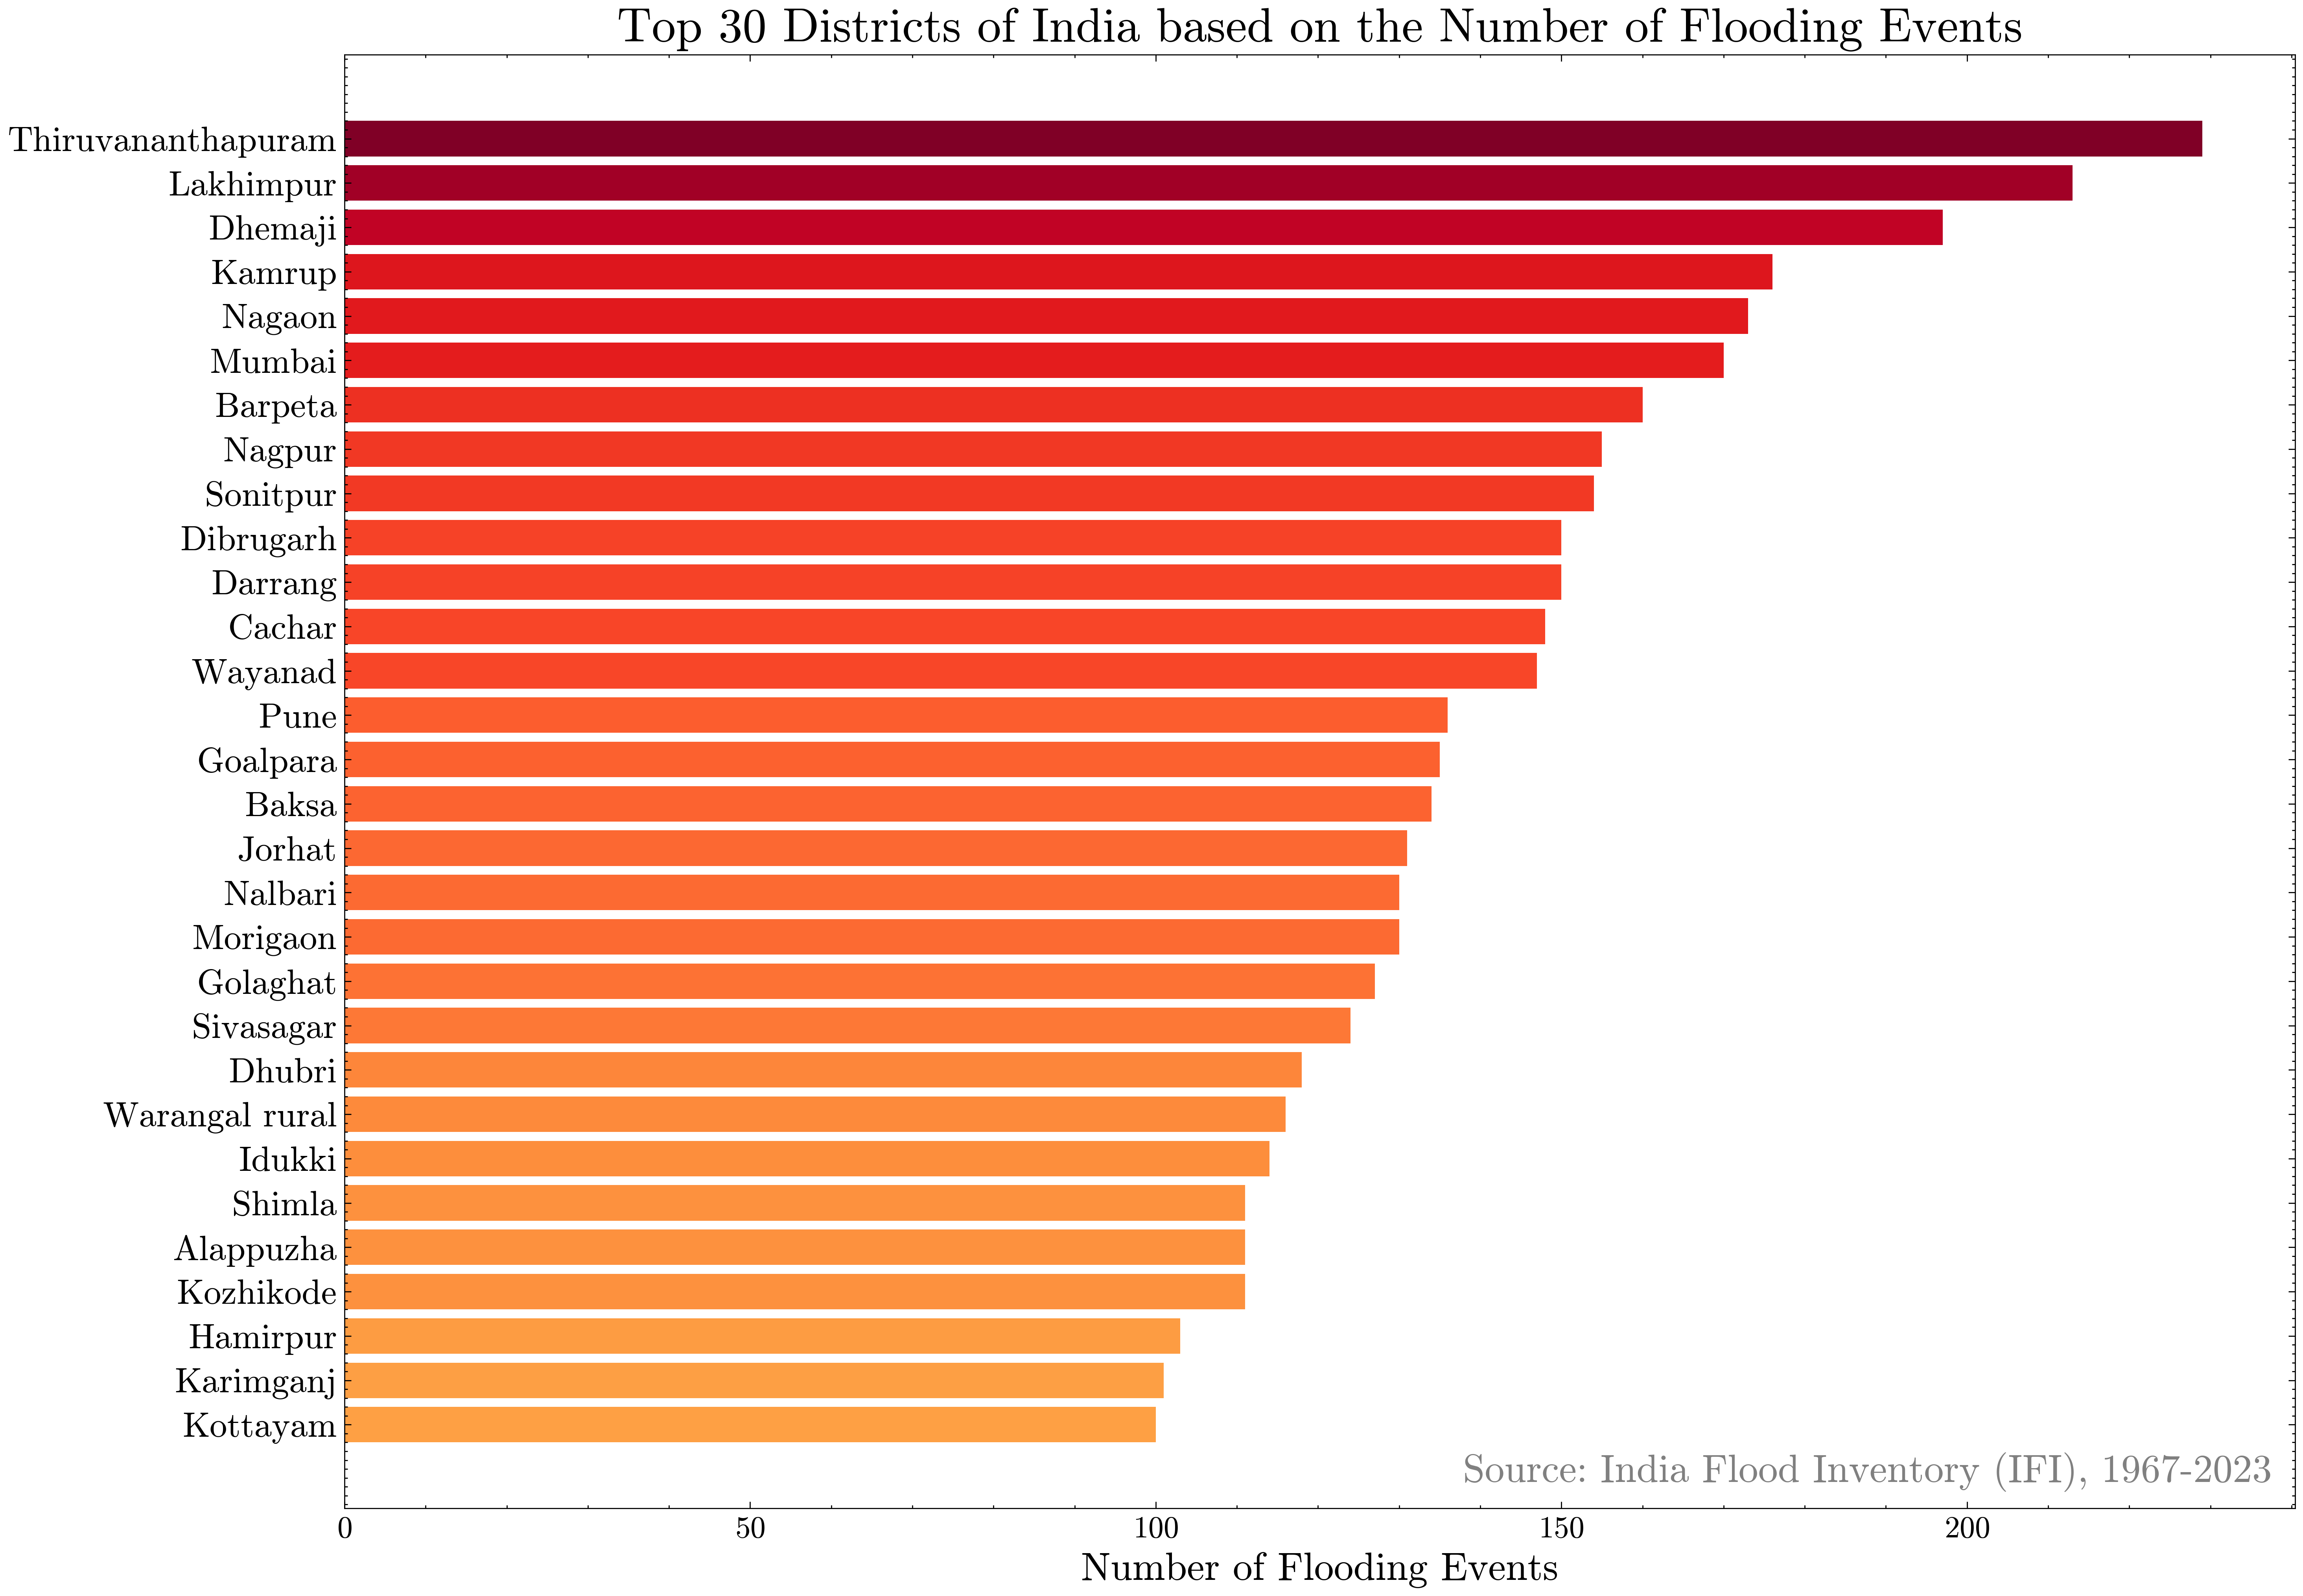 Top 30 Districts of India based on the Number of Flooding Events
Thiruvananthapuram
Lakhimpur
Dhemaji
Kamrup
Nagaon
Mumbai
Barpeta
Nagpur
Sonitpur
Dibrugarh
Darrang
Cachar
Wayanad
Pune
Goalpara
Baksa
Jorhat
Nalbari
Morigaon
Golaghat
Sivasagar
Dhubri
Warangal rural
Idukki
Shimla
Alappuzha
Kozhikode
Hamirpur
Karimganj
Kottayam
Source: India Flood Inventory (IFI), 1967-2023
0 50 100 150 200
Number of Flooding Events